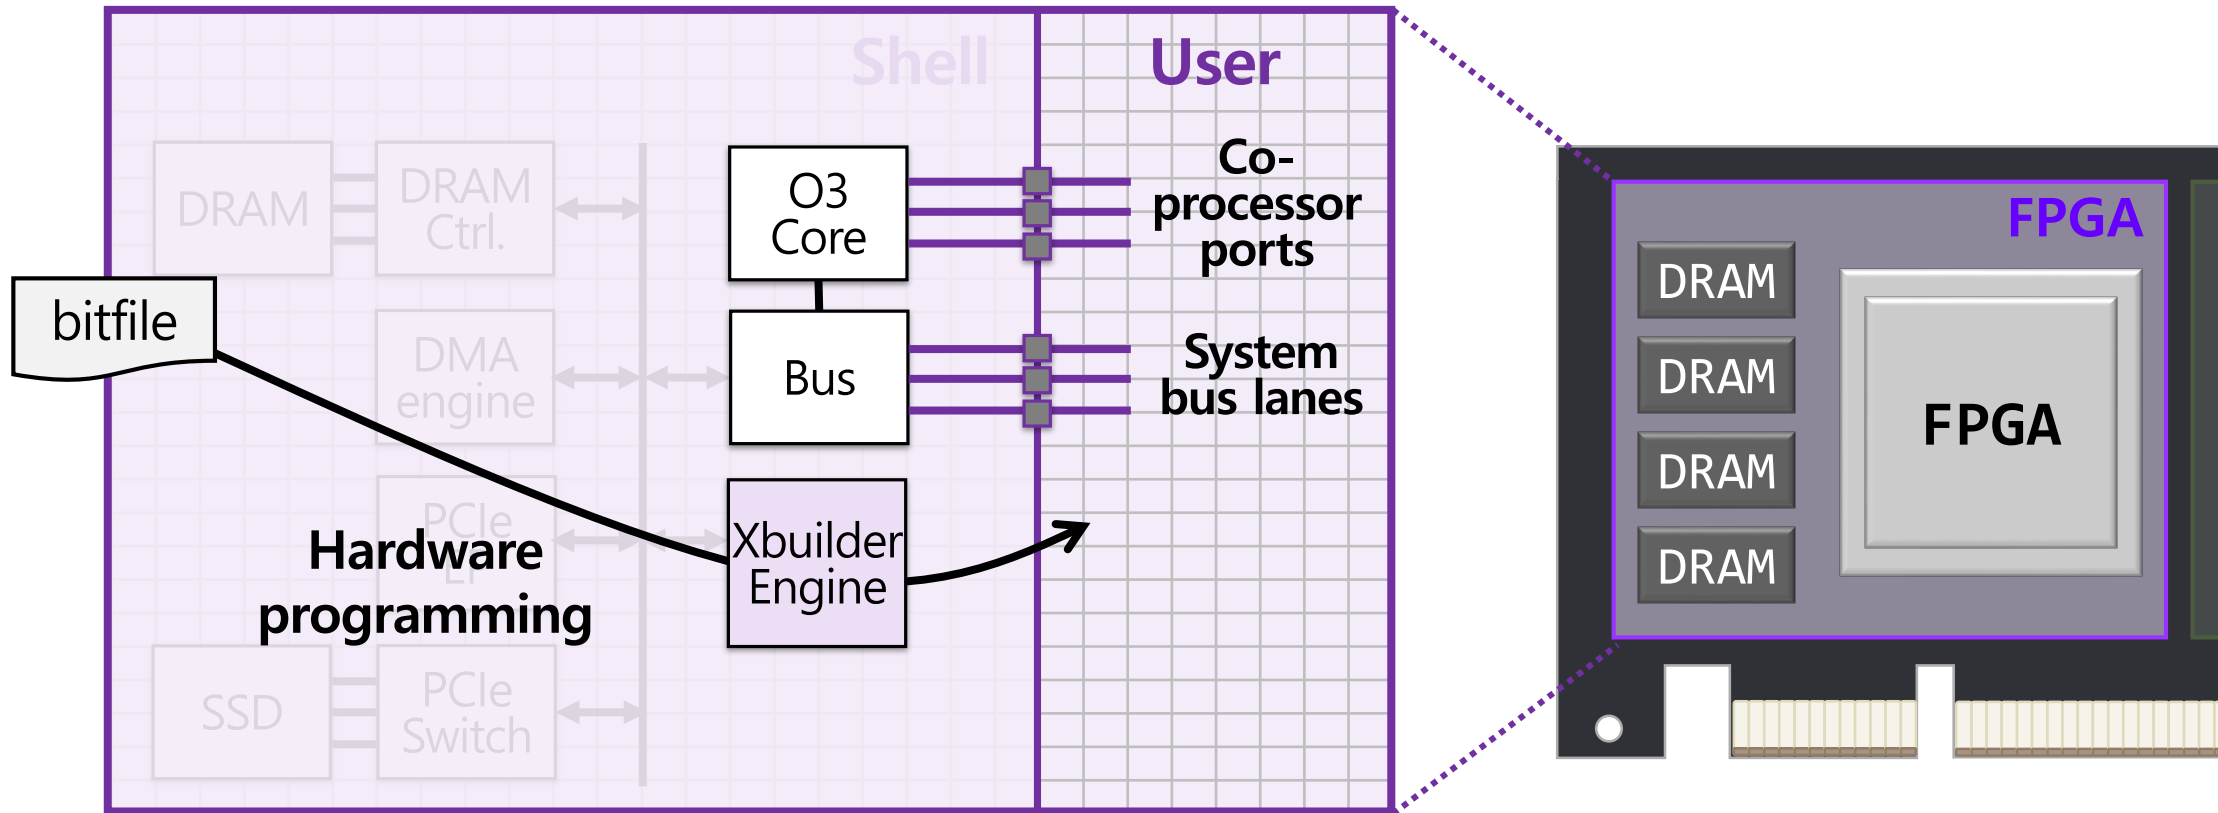 Shell
User
DRAM
DRAM
Ctrl.
O3
Core
Co-
processor
ports
bitfile
DMA
engine
Bus
System
bus lanes
PCIe
Hardware
programming
Xbuilder
Engine
SSD
PCIe
Switch
FPGA
DRAM
DRAM
DRAM
DRAM
FPGA